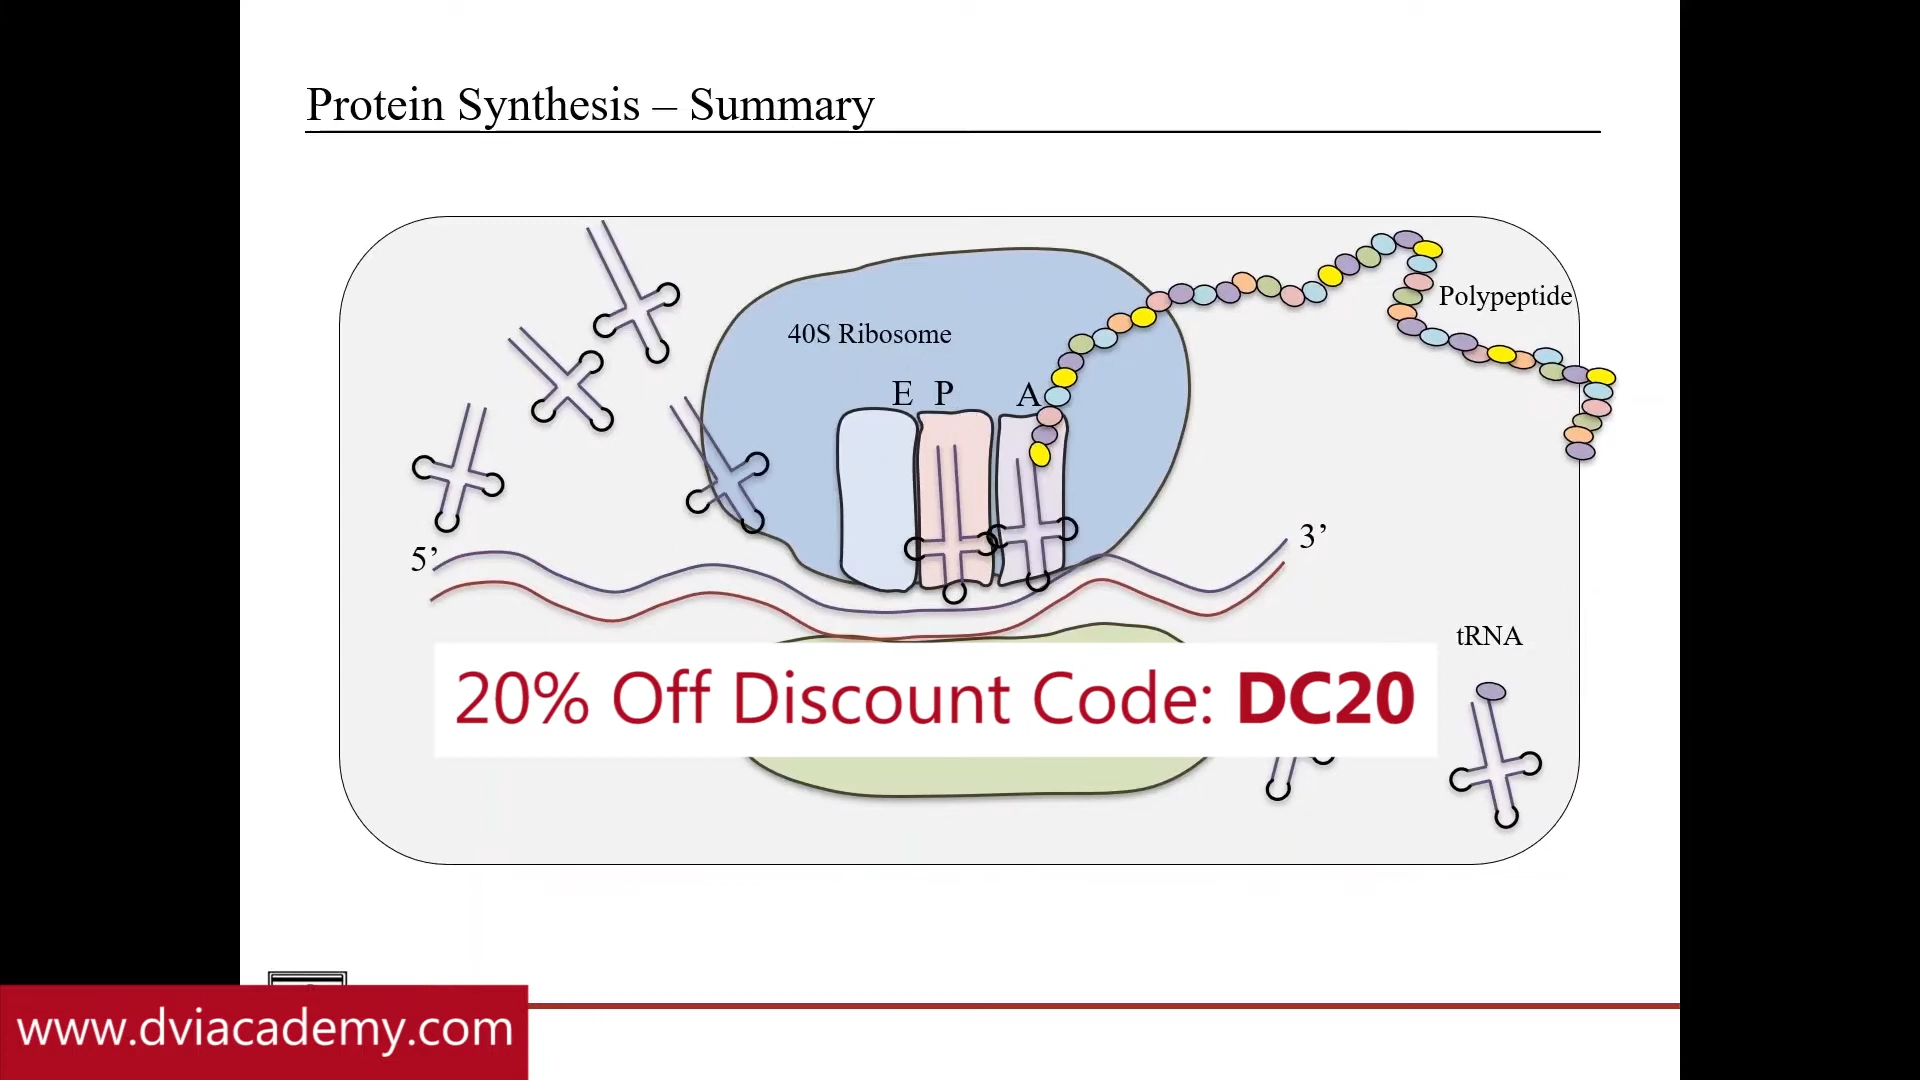 Protein Synthesis – Summary
Polypeptide
40S Ribosome
E P A
5’
3’
tRNA
20% Off Discount Code: DC20
www.dviacademy.com